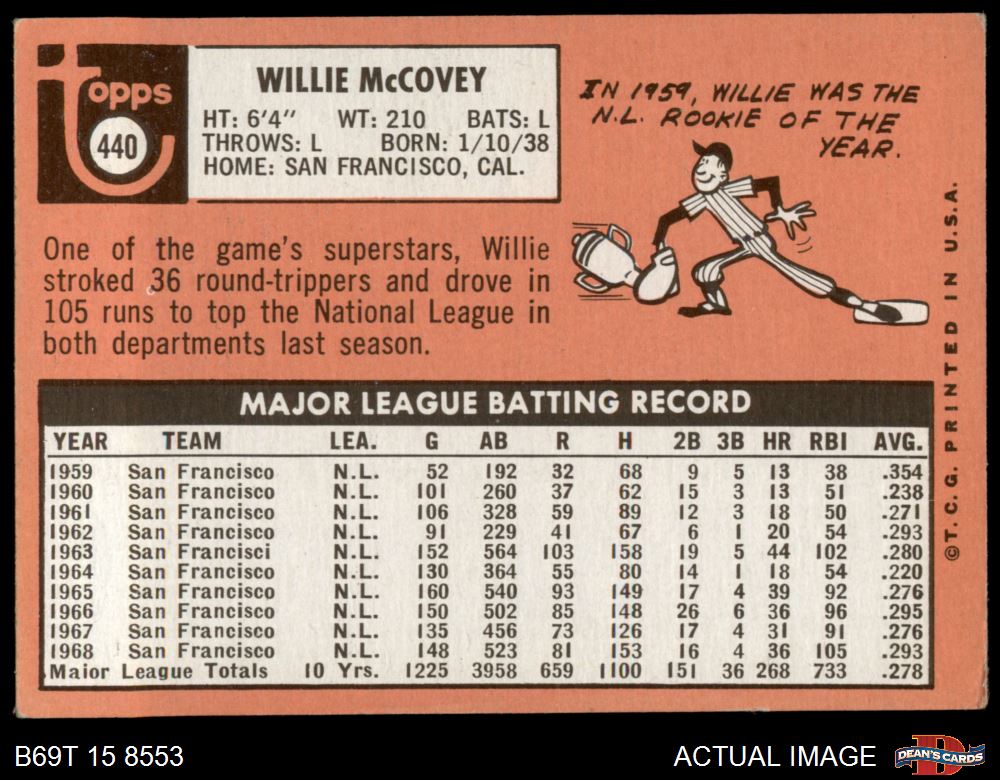 Topps
440
WILLIE McCOVEY
HT: 6'4" WT: 210 BATS: L
THROWS: L BORN: 1/10/38
HOME: SAN FRANCISCO, CAL.
IN 1959, WILLIE WAS THE
N.L. ROOKIE OF THE
YEAR.
One of the game's superstars, Willie
stroked 36 round-trippers and drove in
105 runs to top the National League in
both departments last season.
MAJOR LEAGUE BATTING RECORD
YEAR TEAM LEA. G AB R H 2B 3B HR RBI AVG.
1959 San Francisco N.L. 52 192 32 68 9 5 13 38 .354
1960 San Francisco N.L. 101 260 37 62 15 3 13 51 .238
1961 San Francisco N.L. 106 328 59 89 12 3 18 50 .271
1962 San Francisco N.L. 91 229 41 67 6 1 20 54 .293
1963 San Francisci N.L. 152 564 103 158 19 5 44 102 .280
1964 San Francisco N.L. 130 364 55 80 14 1 18 54 .220
1965 San Francisco N.L. 160 540 93 149 17 4 39 92 .276
1966 San Francisco N.L. 150 502 85 148 26 6 36 96 .295
1967 San Francisco N.L. 135 456 73 126 17 4 31 91 .276
1968 San Francisco N.L. 148 523 81 153 16 4 36 105 .293
Major League Totals 10 Yrs. 1225 3958 659 1100 151 36 268 733 .278
©T.C.G. PRINTED IN U.S.A.
B69T 15 8553
ACTUAL IMAGE
DEAN'S CARDS